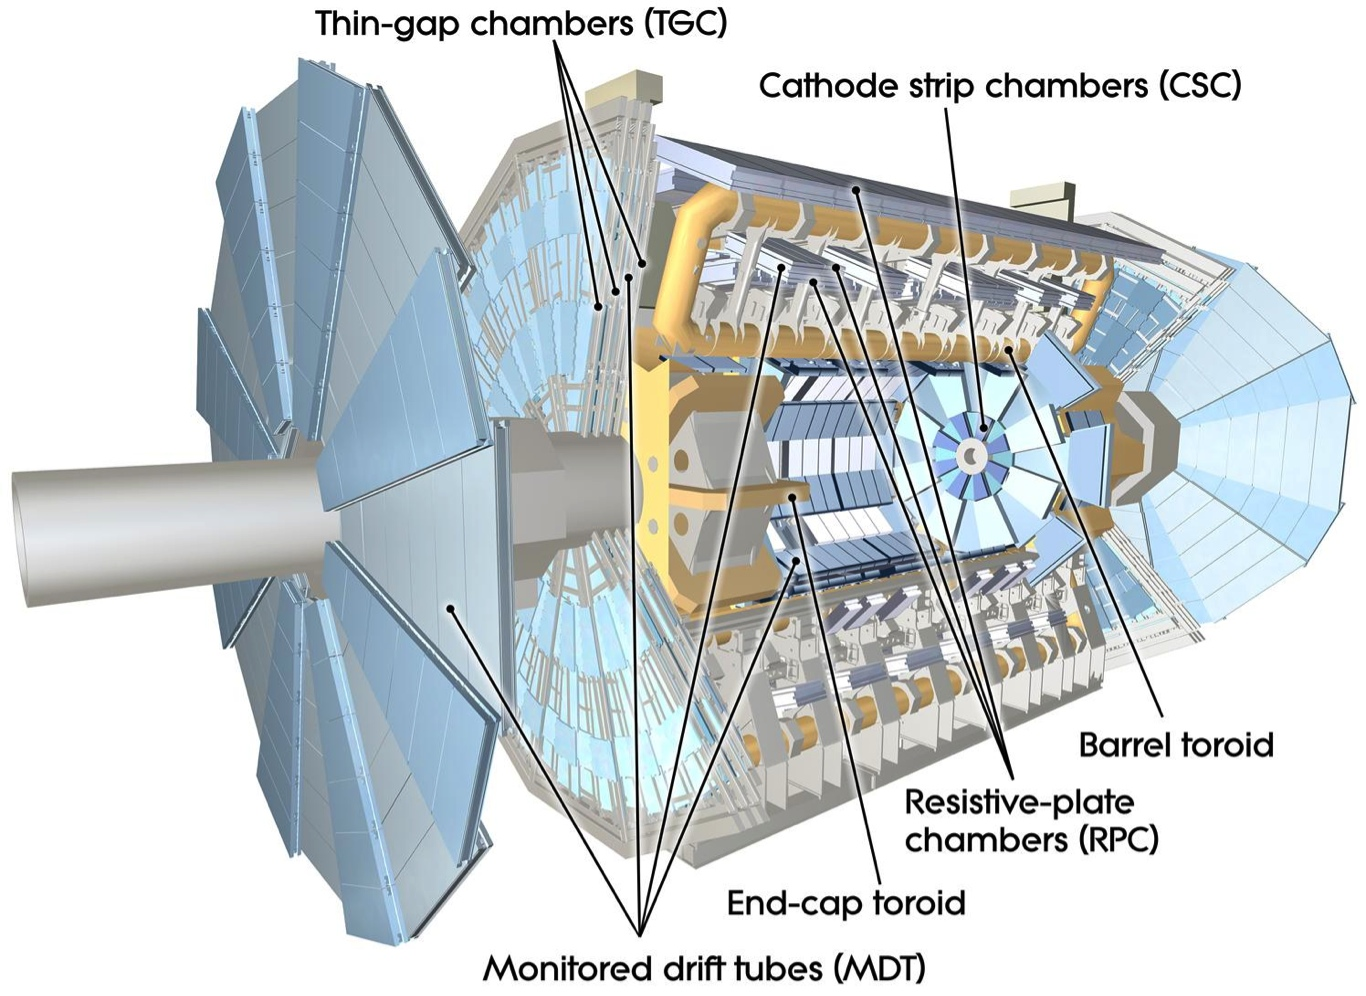 Thin-gap chambers (TGC)
Cathode strip chambers (CSC)
Barrel toroid
Resistive-plate
chambers (RPC)
End-cap toroid
Monitored drift tubes (MDT)